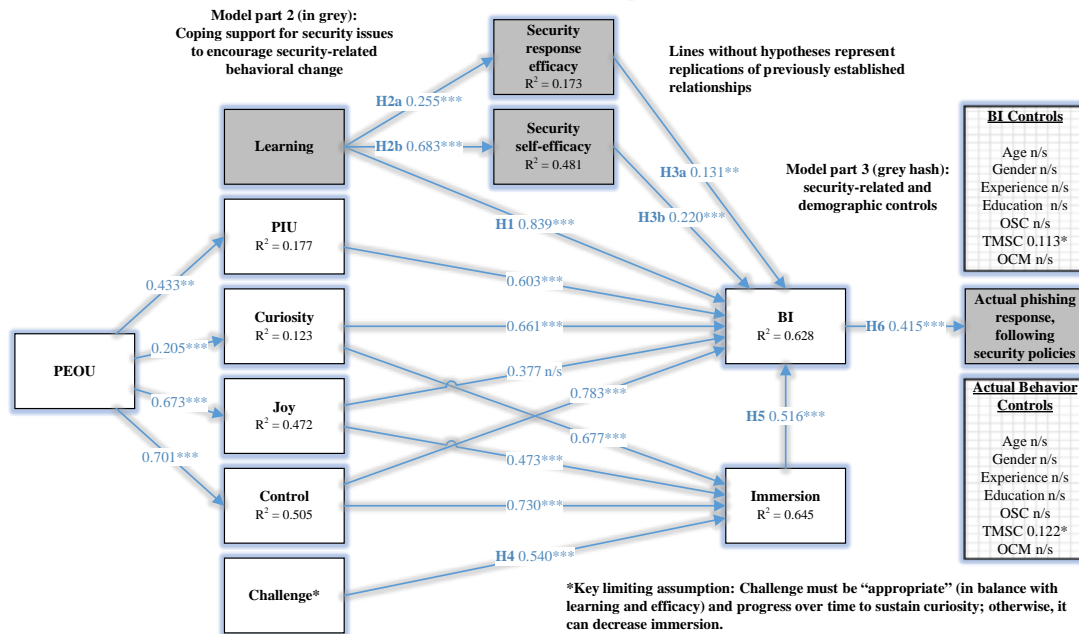 Model part 2 (in grey):
Coping support for security issues
to encourage security-related
behavioral change
Security
response
efficacy
R² = 0.173
Lines without hypotheses represent
replications of previously established
relationships
H2a 0.255***
Learning
H2b 0.683***
Security
self-efficacy
R² = 0.481
H3a 0.131**
H3b 0.220***
H1 0.839***
Model part 3 (grey hash):
security-related and
demographic controls
BI Controls
Age n/s
Gender n/s
Experience n/s
Education n/s
OSC n/s
TMSC 0.113*
OCM n/s
PIU
R² = 0.177
0.433**
0.603***
Curiosity
R² = 0.123
0.205***
0.661***
PEOU
BI
R² = 0.628
H6 0.415***
Actual phishing
response,
following
security policies
0.377 n/s
0.783***
Joy
R² = 0.472
0.673***
0.677***
0.473***
H5 0.516***
0.701***
Control
R² = 0.505
0.730***
Immersion
R² = 0.645
H4 0.540***
Challenge*
Actual Behavior
Controls
Age n/s
Gender n/s
Experience n/s
Education n/s
OSC n/s
TMSC 0.122*
OCM n/s
*Key limiting assumption: Challenge must be “appropriate” (in balance with
learning and efficacy) and progress over time to sustain curiosity; otherwise, it
can decrease immersion.